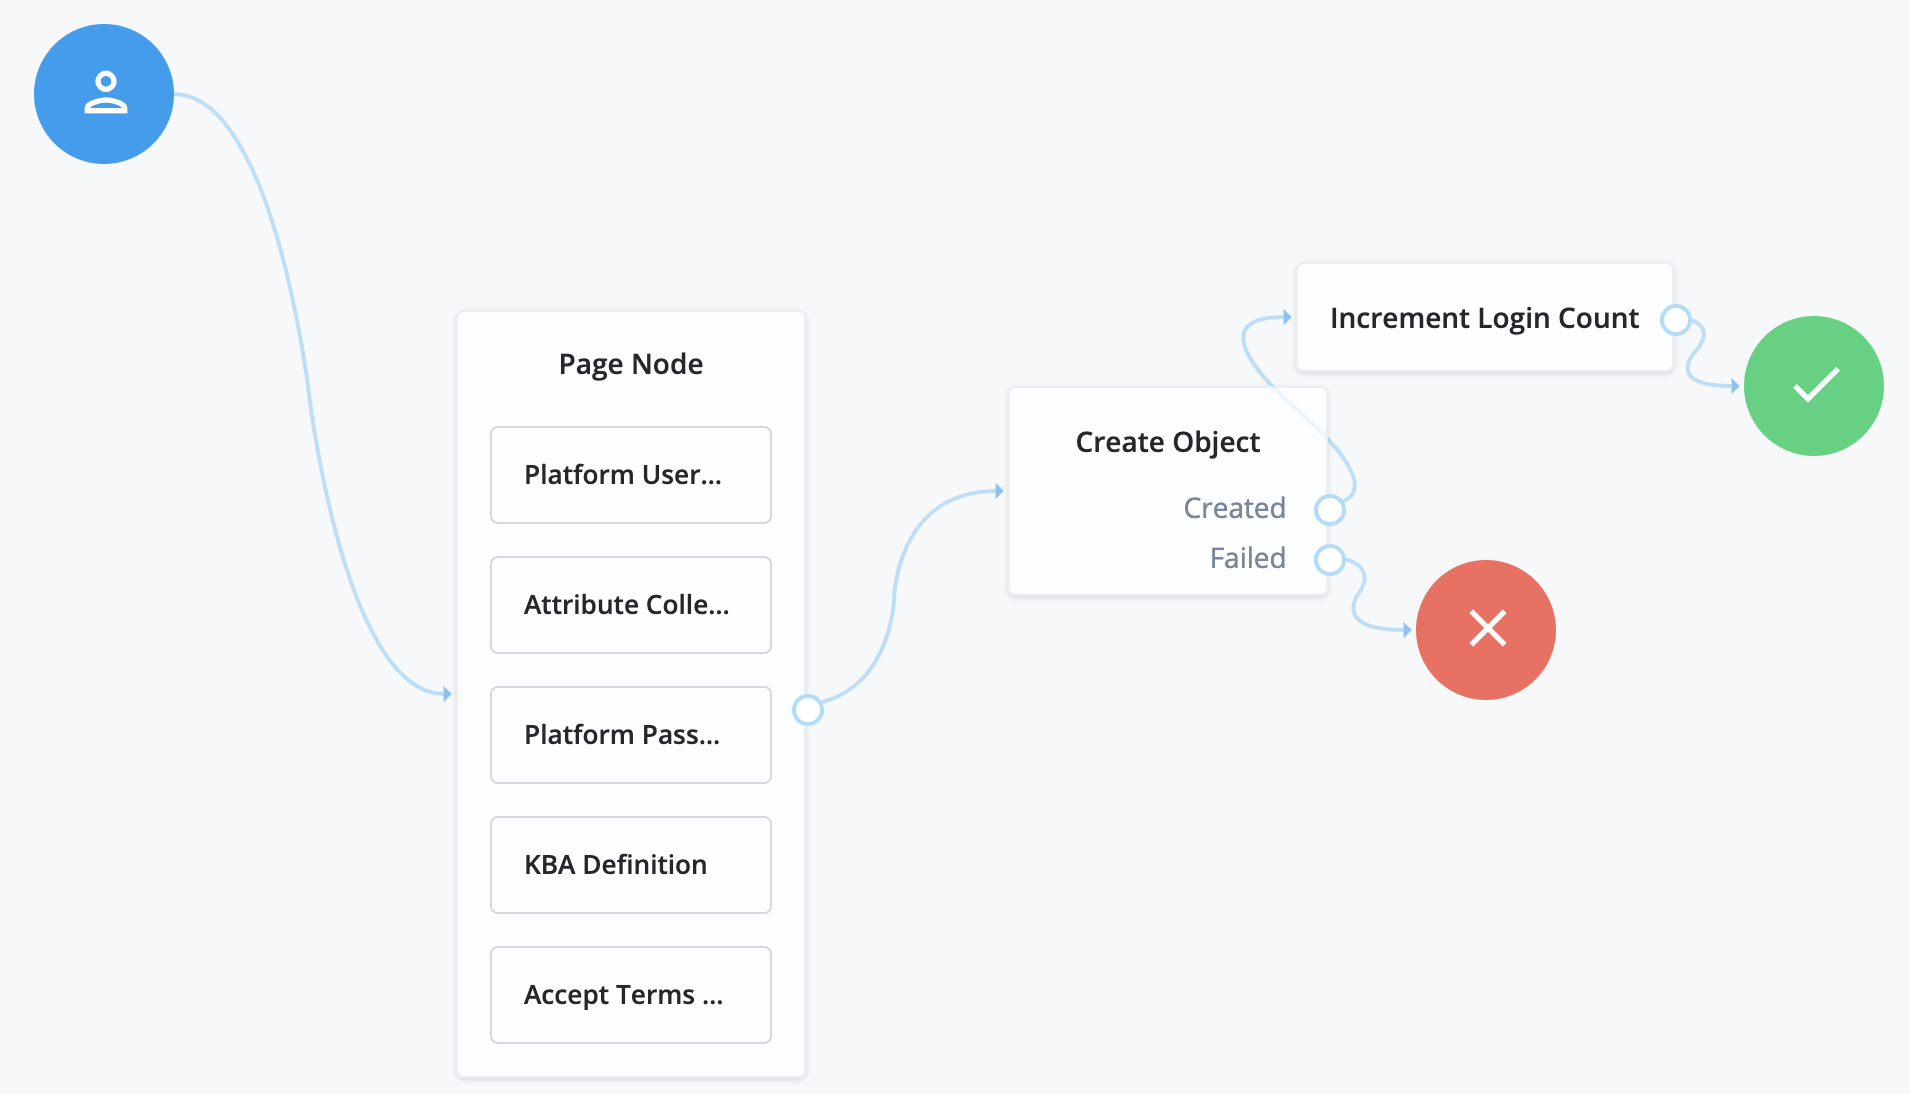 Page Node
Platform User...
Attribute Colle...
Platform Pass...
KBA Definition
Accept Terms ...
Create Object
Created
Failed
Increment Login Count